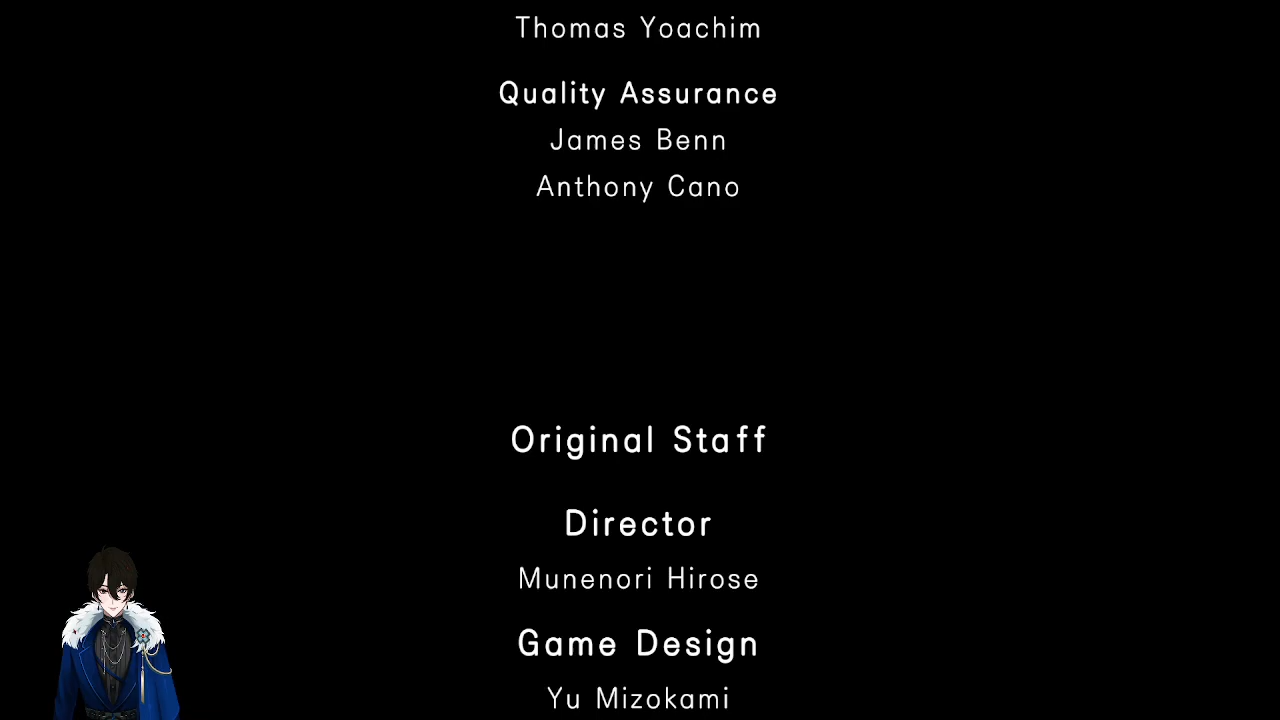 Thomas Yoachim
Quality Assurance
James Benn
Anthony Cano
Original Staff
Director
Munenori Hirose
Game Design
Yu Mizokami